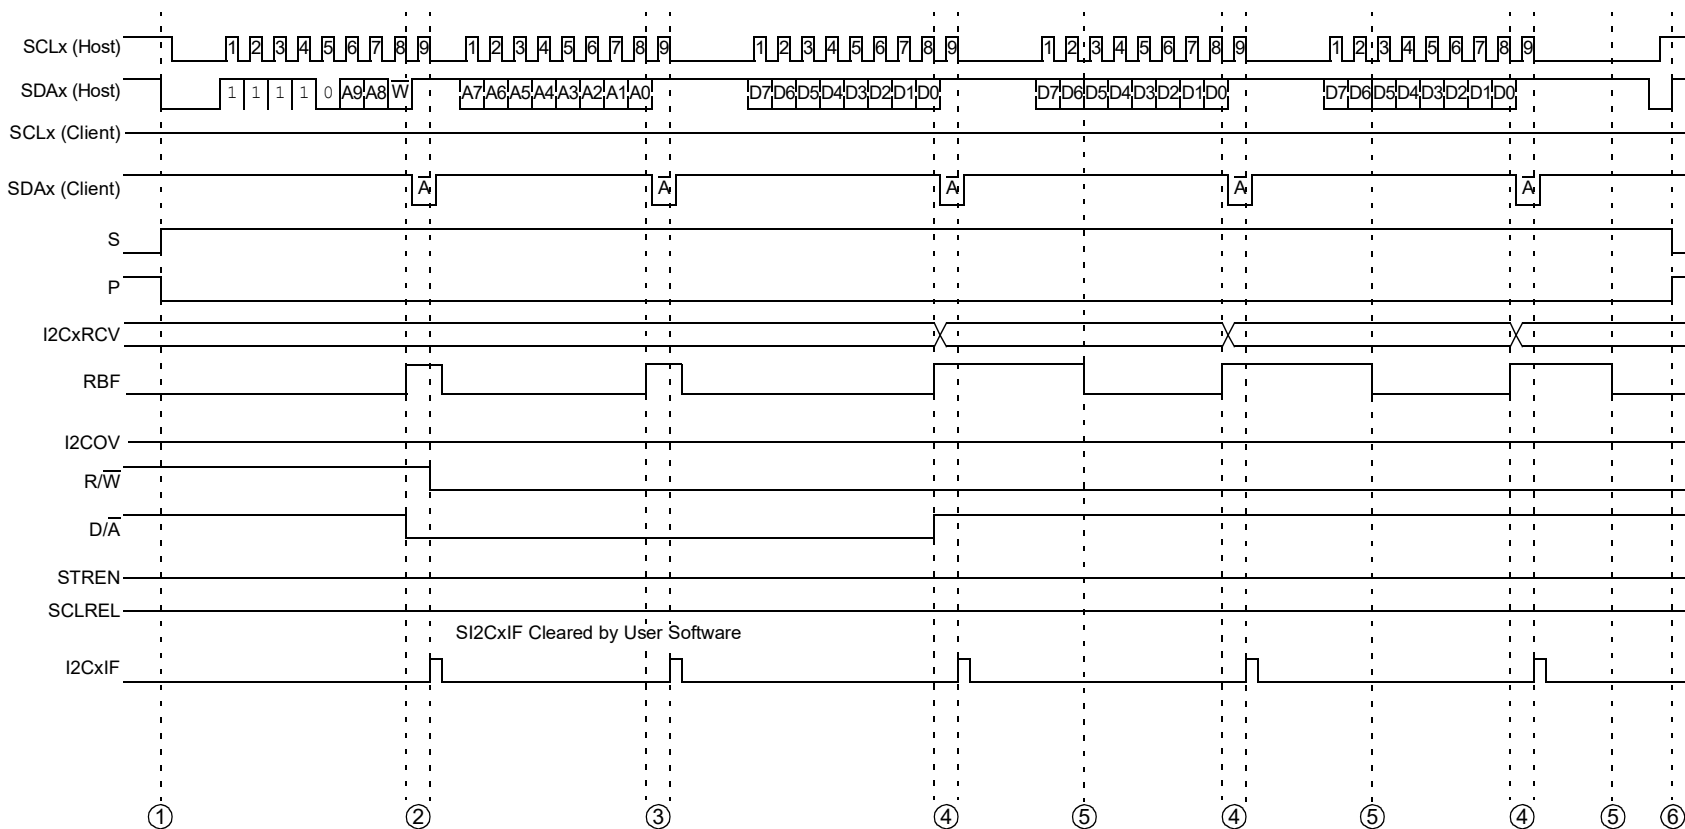 SCLx (Host) 1 2 3 4 5 6 7 8 9 1 2 3 4 5 6 7 8 9 1 2 3 4 5 6 7 8 9 1 2 3 4 5 6 7 8 9 1 2 3 4 5 6 7 8 9
SDAx (Host) 1 1 1 1 0 A9 A8 W̅ A7 A6 A5 A4 A3 A2 A1 A0 D7 D6 D5 D4 D3 D2 D1 D0 D7 D6 D5 D4 D3 D2 D1 D0 D7 D6 D5 D4 D3 D2 D1 D0
SCLx (Client)
SDAx (Client) A̅ A̅ A̅ A̅ A̅
S
P
I2CxRCV
RBF
I2COV
R/W̅
D/A̅
STREN
SCLREL
SI2CxIF Cleared by User Software
I2CxIF
① ② ③ ④ ⑤ ④ ⑤ ④ ⑤ ⑥